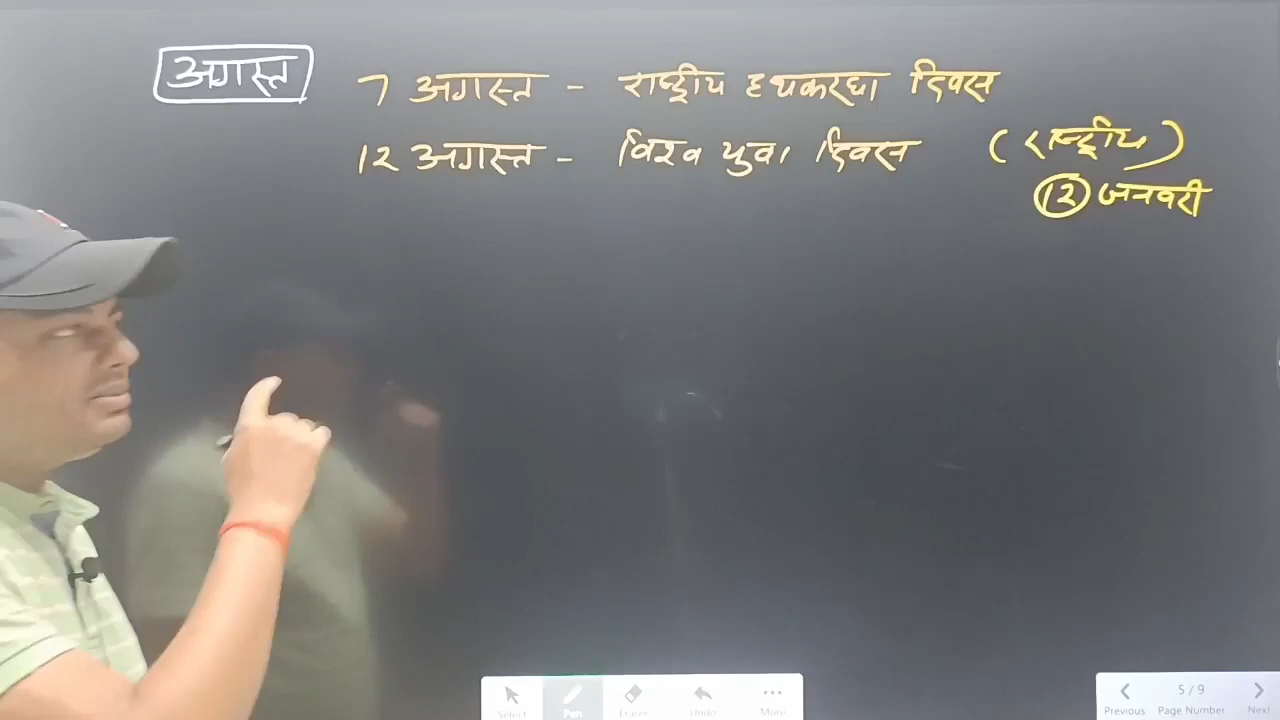 अगस्त
7 अगस्त - राष्ट्रीय हथकरघा दिवस
12 अगस्त - विश्व युवा दिवस (राष्ट्रीय)
12 जनवरी
Select Pen Eraser Undo More
5 / 9
Previous Page Number Next